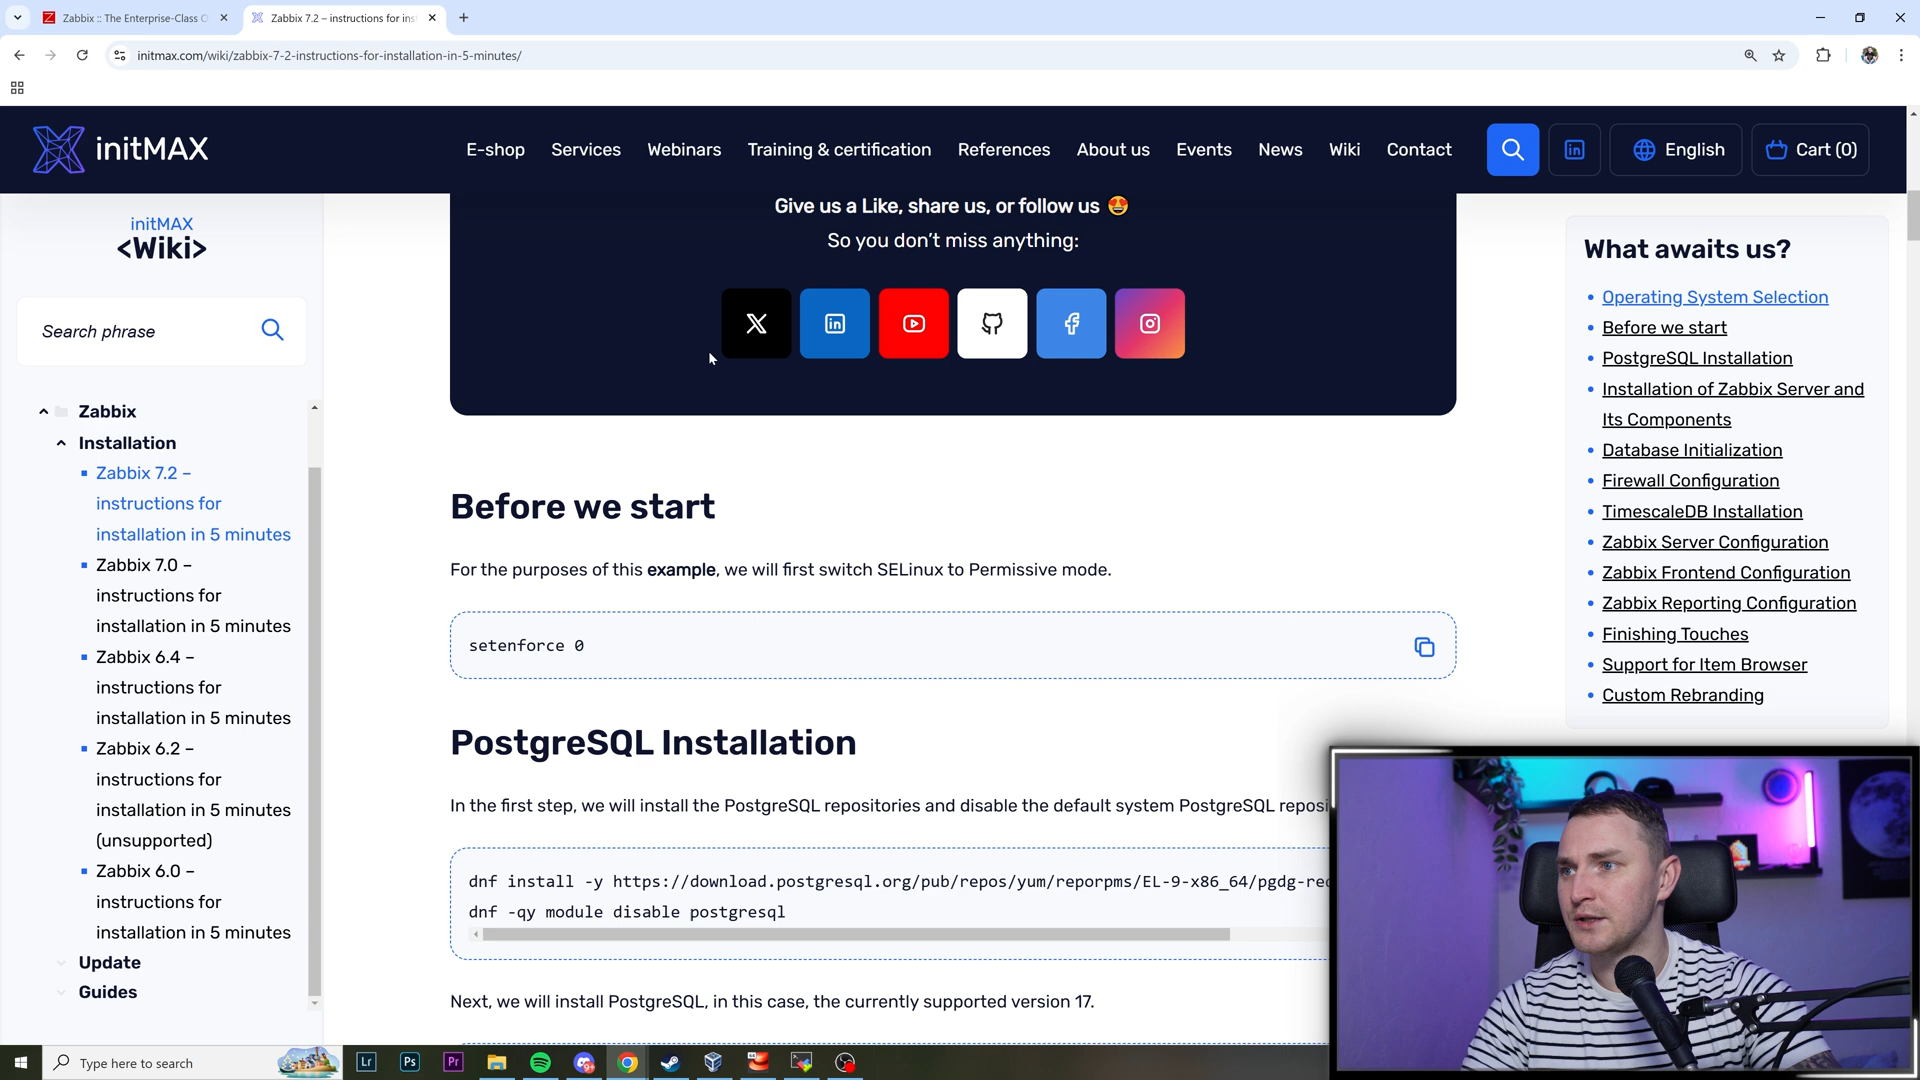 Zabbix :: The Enterprise-Class O
Zabbix 7.2 – instructions for ins
initmax.com/wiki/zabbix-7-2-instructions-for-installation-in-5-minutes/
initMAX
E-shop
Services
Webinars
Training & certification
References
About us
Events
News
Wiki
Contact
English
Cart (0)
initMAX
<Wiki>
Search phrase
Zabbix
Installation
Zabbix 7.2 –
instructions for
installation in 5 minutes
Zabbix 7.0 –
instructions for
installation in 5 minutes
Zabbix 6.4 –
instructions for
installation in 5 minutes
Zabbix 6.2 –
instructions for
installation in 5 minutes
(unsupported)
Zabbix 6.0 –
instructions for
installation in 5 minutes
Update
Guides
Give us a Like, share us, or follow us 😍
So you don’t miss anything:
Before we start
For the purposes of this example, we will first switch SELinux to Permissive mode.
setenforce 0
PostgreSQL Installation
In the first step, we will install the PostgreSQL repositories and disable the default system PostgreSQL reposi
dnf install -y https://download.postgresql.org/pub/repos/yum/reporpms/EL-9-x86_64/pgdg-red
dnf -qy module disable postgresql
Next, we will install PostgreSQL, in this case, the currently supported version 17.
What awaits us?
Operating System Selection
Before we start
PostgreSQL Installation
Installation of Zabbix Server and
Its Components
Database Initialization
Firewall Configuration
TimescaleDB Installation
Zabbix Server Configuration
Zabbix Frontend Configuration
Zabbix Reporting Configuration
Finishing Touches
Support for Item Browser
Custom Rebranding
Type here to search
Lr
Ps
Pr